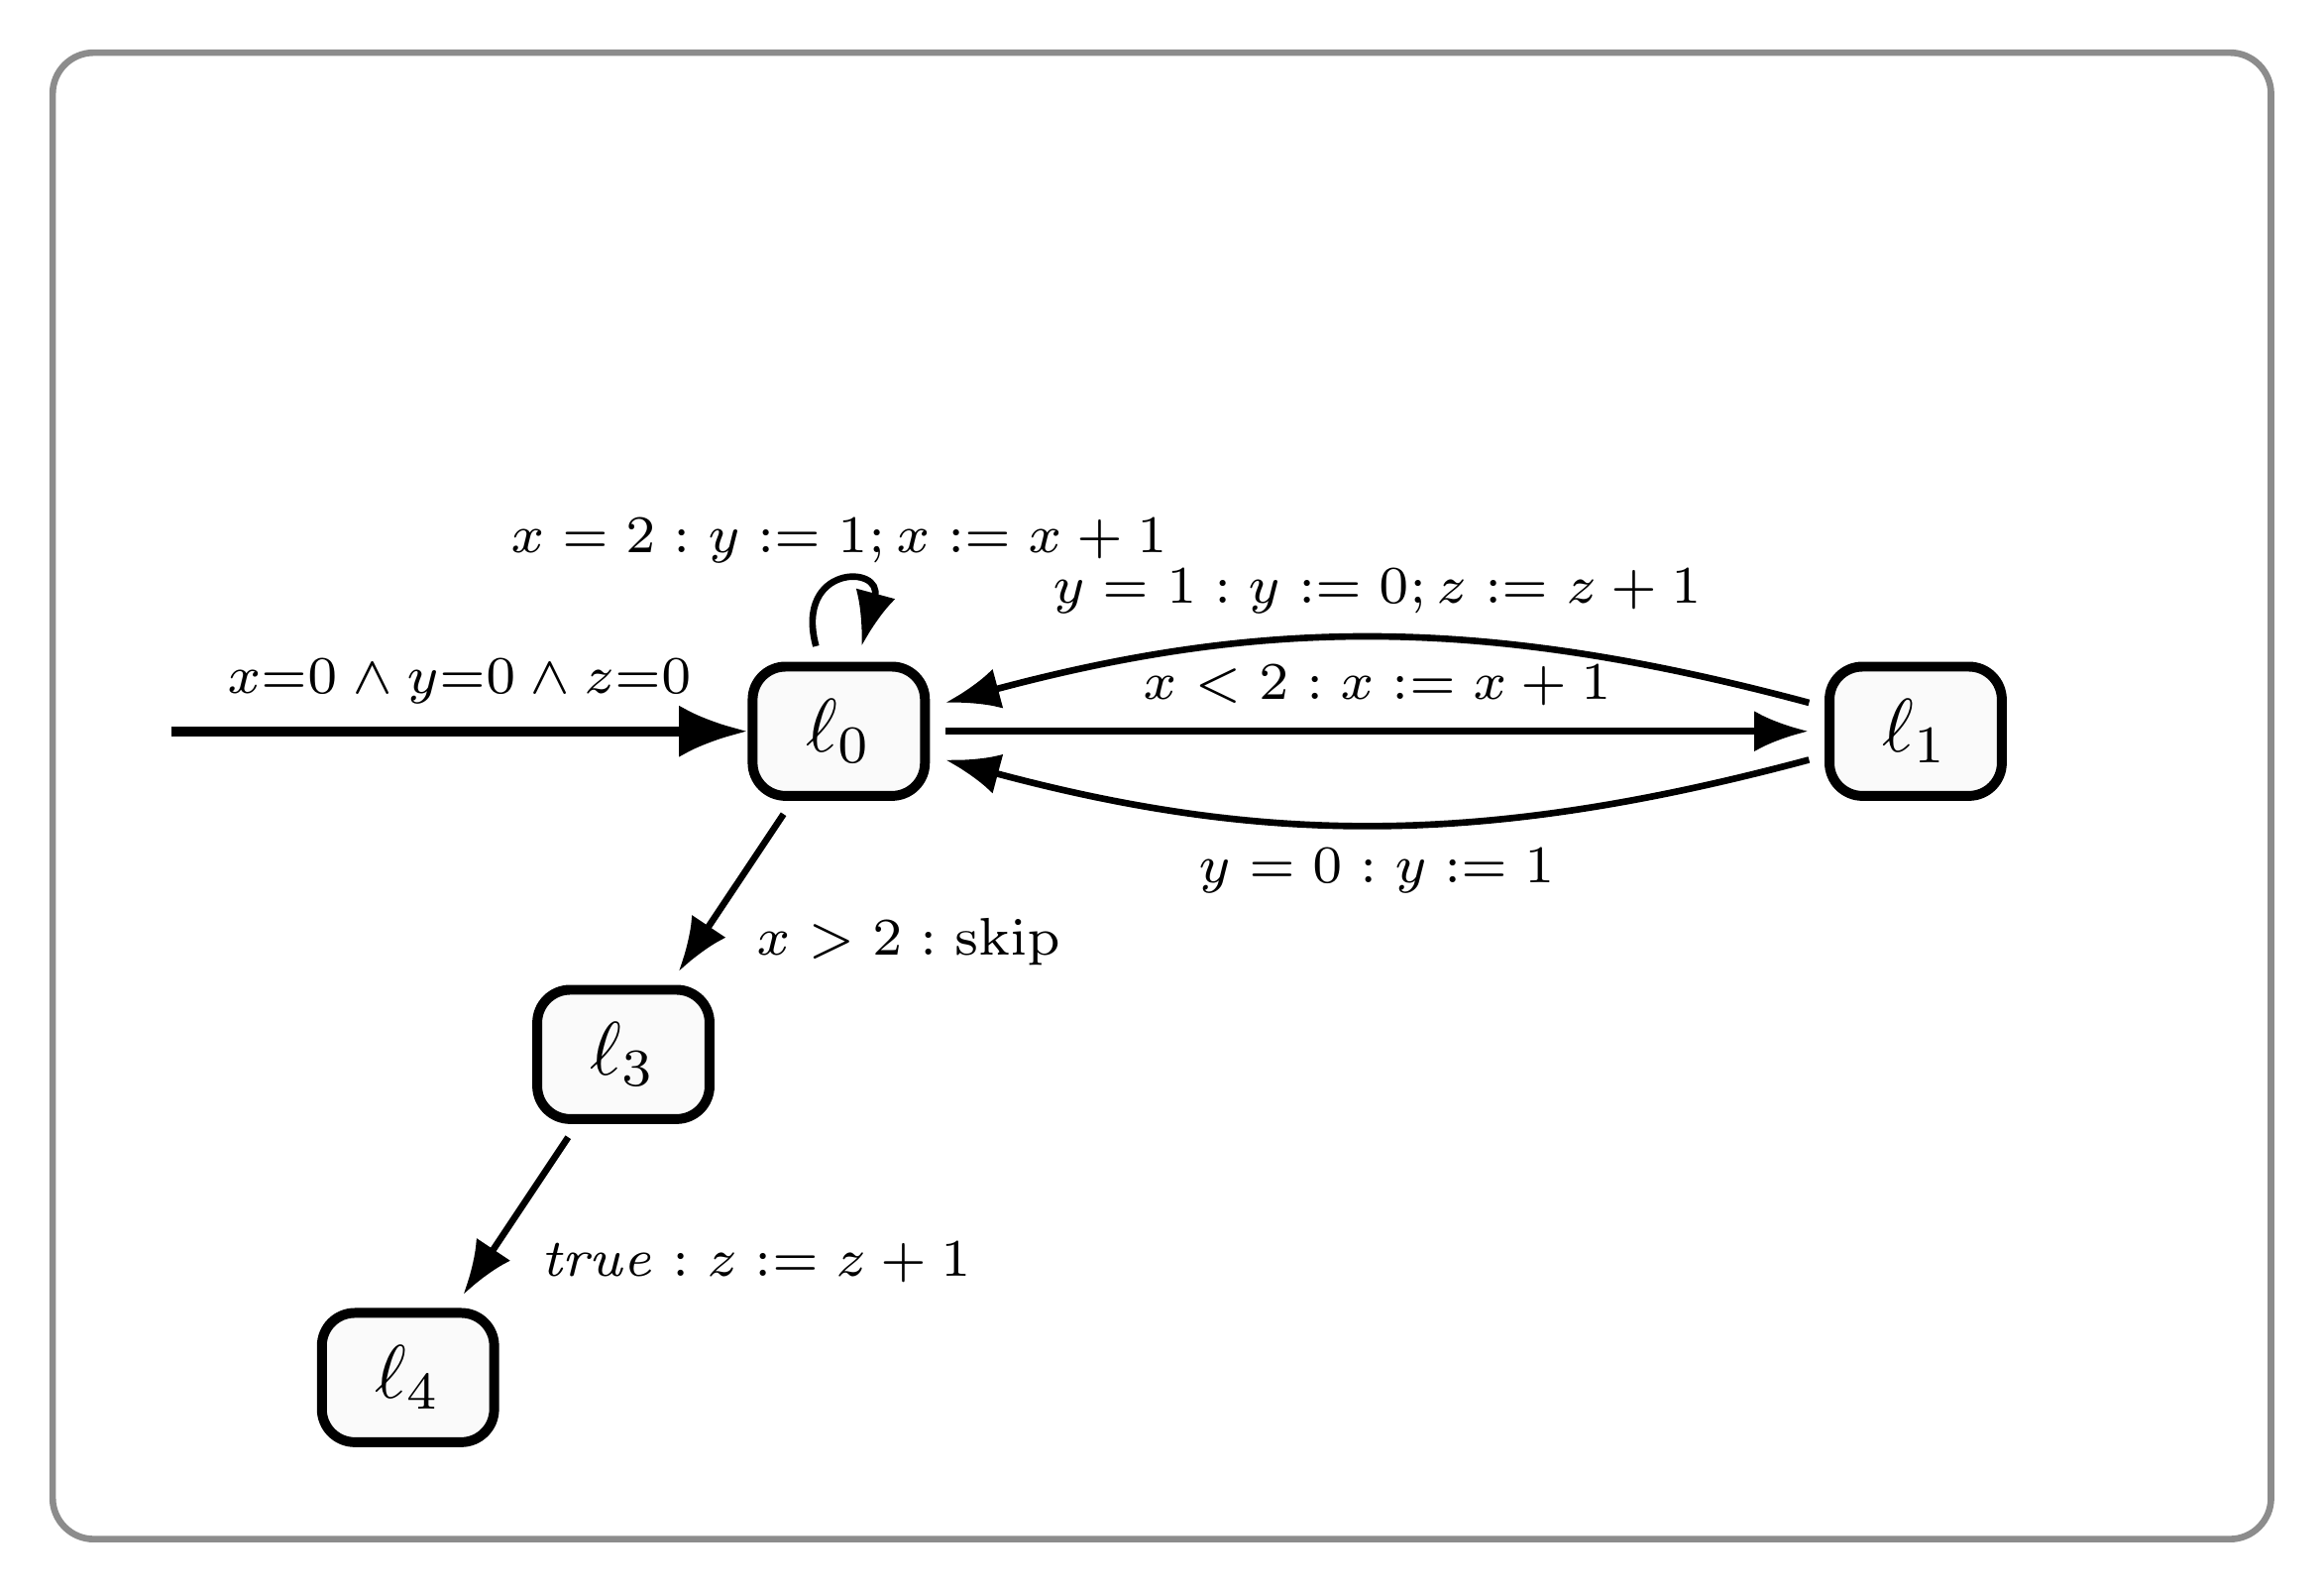 x = 2 : y := 1; x := x + 1
y = 1 : y := 0; z := z + 1
x=0 ∧ y=0 ∧ z=0
x < 2 : x := x + 1
ℓ0
ℓ1
y = 0 : y := 1
x > 2 : skip
ℓ3
true : z := z + 1
ℓ4